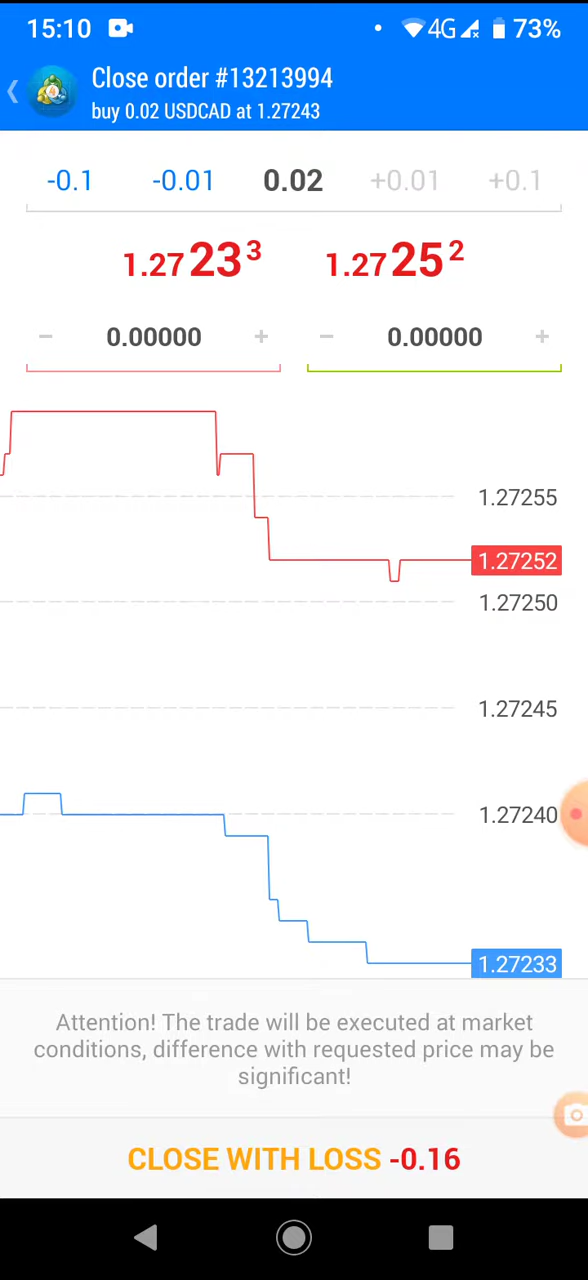 15:10 4G 73%
Close order #13213994
buy 0.02 USDCAD at 1.27243
-0.1 -0.01 0.02 +0.01 +0.1
1.27233 1.27252
− 0.00000 + − 0.00000 +
1.27255
1.27252
1.27250
1.27245
1.27240
1.27233
Attention! The trade will be executed at market
conditions, difference with requested price may be
significant!
CLOSE WITH LOSS -0.16